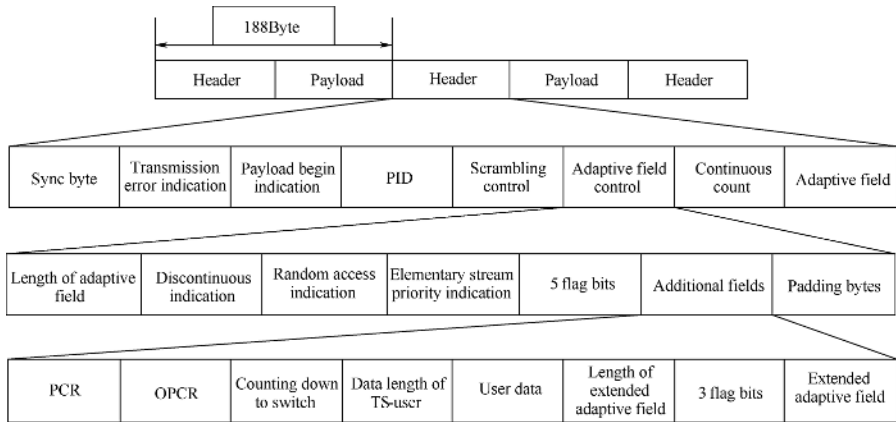 188Byte
Header Payload Header Payload Header
Sync byte
Transmission
error indication
Payload begin
indication
PID
Scrambling
control
Adaptive field
control
Continuous
count
Adaptive field
Length of adaptive
field
Discontinuous
indication
Random access
indication
Elementary stream
priority indication
5 flag bits
Additional fields
Padding bytes
PCR
OPCR
Counting down
to switch
Data length of
TS-user
User data
Length of
extended
adaptive field
3 flag bits
Extended
adaptive field